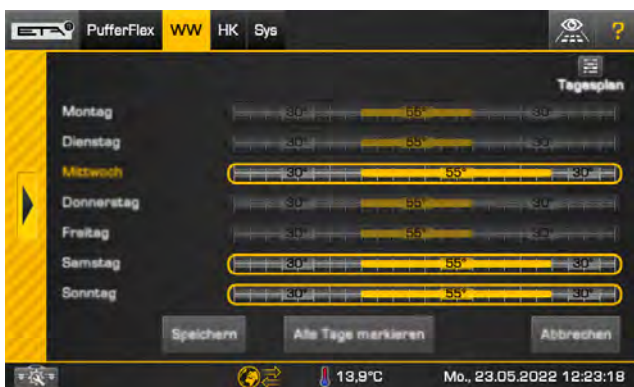 ETA PufferFlex WW HK Sys ?
Tagesplan
Montag 30° 55° 30°
Dienstag 30° 55° 30°
Mittwoch 30° 55° 30°
Donnerstag 30° 55° 30°
Freitag 30° 55° 30°
Samstag 30° 55° 30°
Sonntag 30° 55° 30°
Speichern Alle Tage markieren Abbrechen
13,9°C Mo., 23.05.2022 12:23:18